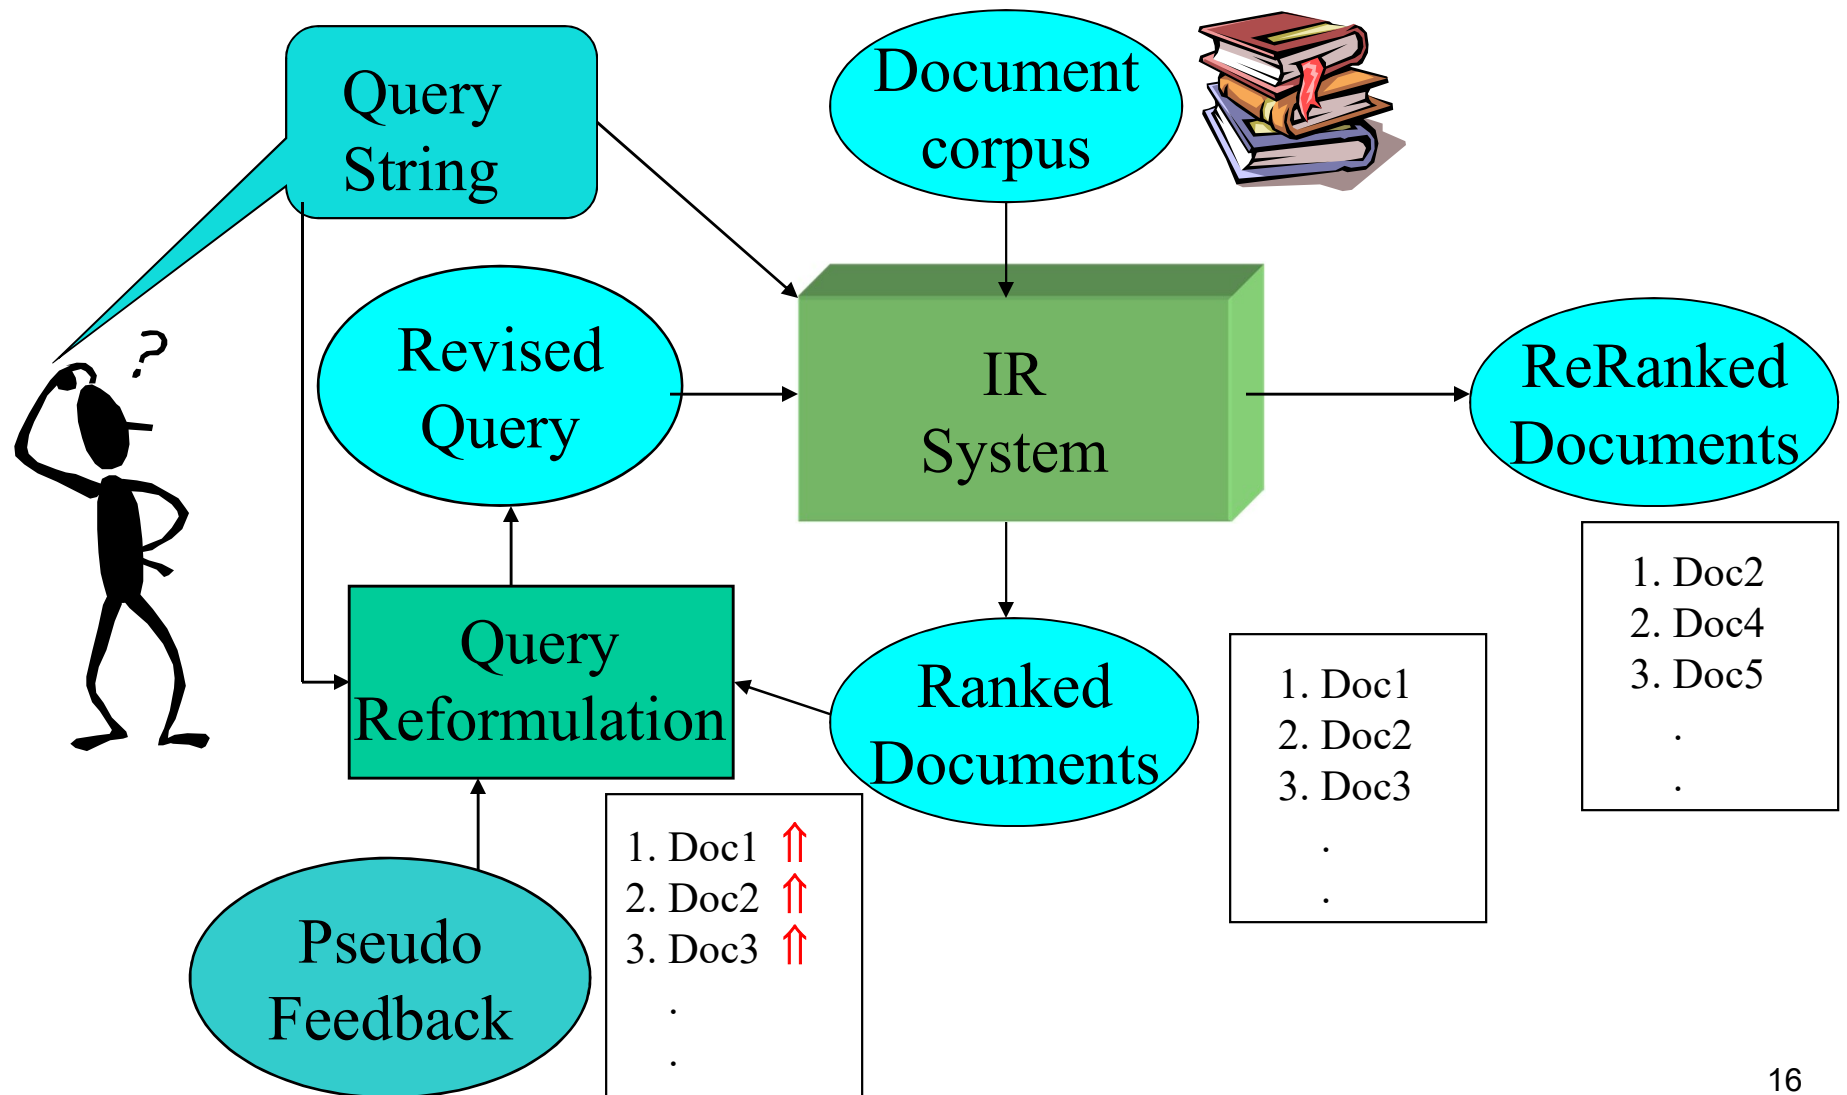 Query
String
Document
corpus
?
Revised
Query
IR
System
ReRanked
Documents
1. Doc2
2. Doc4
3. Doc5
.
.
Query
Reformulation
Ranked
Documents
1. Doc1
2. Doc2
3. Doc3
.
.
1. Doc1 ⇑
2. Doc2 ⇑
3. Doc3 ⇑
.
.
Pseudo
Feedback
16